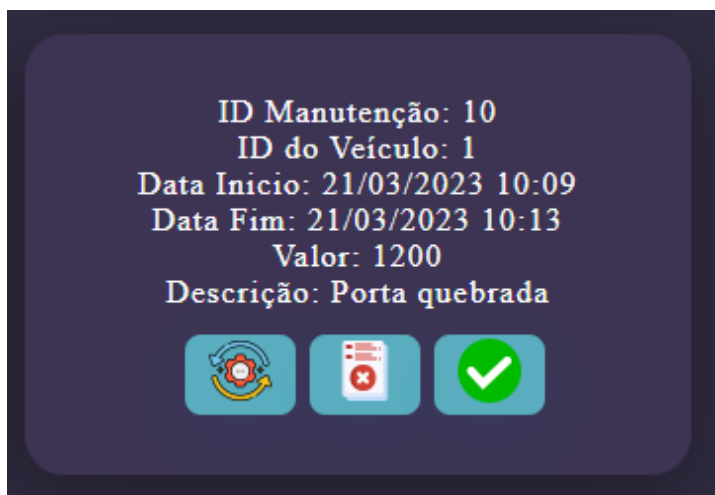 ID Manutenção: 10
ID do Veículo: 1
Data Inicio: 21/03/2023 10:09
Data Fim: 21/03/2023 10:13
Valor: 1200
Descrição: Porta quebrada